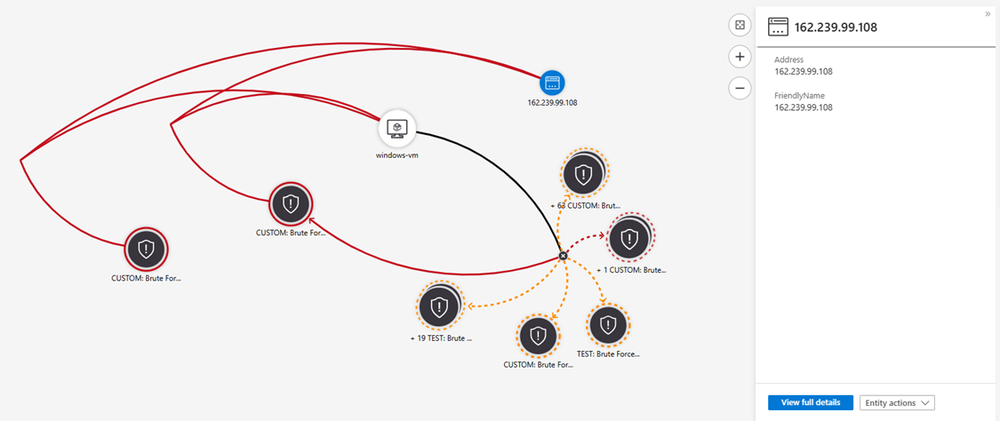 162.239.99.108
Address
162.239.99.108
FriendlyName
162.239.99.108
162.239.99.108
windows-vm
+ 63 CUSTOM: Brut...
CUSTOM: Brute For...
+ 1 CUSTOM: Brute...
CUSTOM: Brute For...
+ 19 TEST: Brute ...
TEST: Brute Force...
CUSTOM: Brute For...
View full details
Entity actions